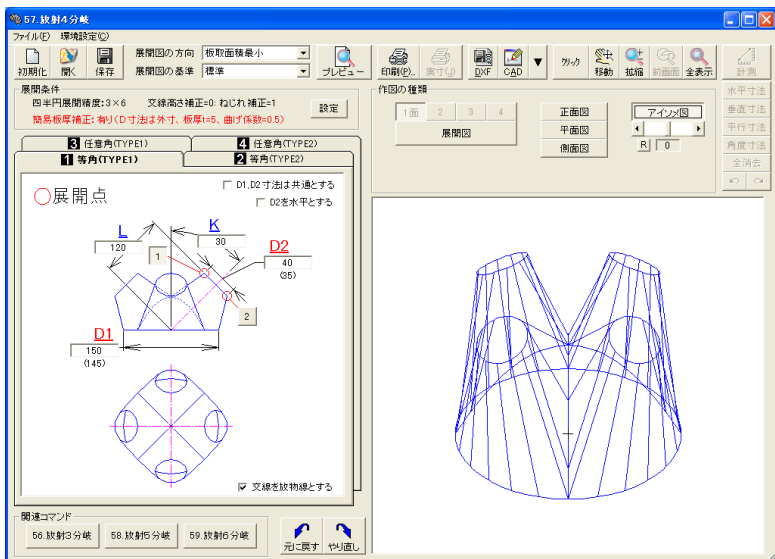 57.放射4分岐
ファイル(F) 環境設定(C)
初期化 開く 保存
展開図の方向 板取面積最小
展開図の基準 標準
プレビュー 印刷(P).. 実寸(J) DXF CAD ▼ クリック 移動 拡縮 前画面 全表示 計測
展開条件
四半円展開精度:3×6 交線高さ補正=0: ねじれ補正=1
簡易板厚補正: 有り(D寸法は外寸、板厚t=5、曲げ係数=0.5)
設定
作図の種類
1面 2 3 4
展開図
正面図
平面図
側面図
アイソメ図
R 0
水平寸法
垂直寸法
平行寸法
角度寸法
全消去
3 任意角(TYPE1) 4 任意角(TYPE2)
1 等角(TYPE1) 2 等角(TYPE2)
○展開点
D1,D2寸法は共通とする
D2を水平とする
L
120
K
30
D2
40
(35)
1
2
D1
150
(145)
交線を放物線とする
関連コマンド
56.放射3分岐 58.放射5分岐 59.放射6分岐
元に戻す やり直し